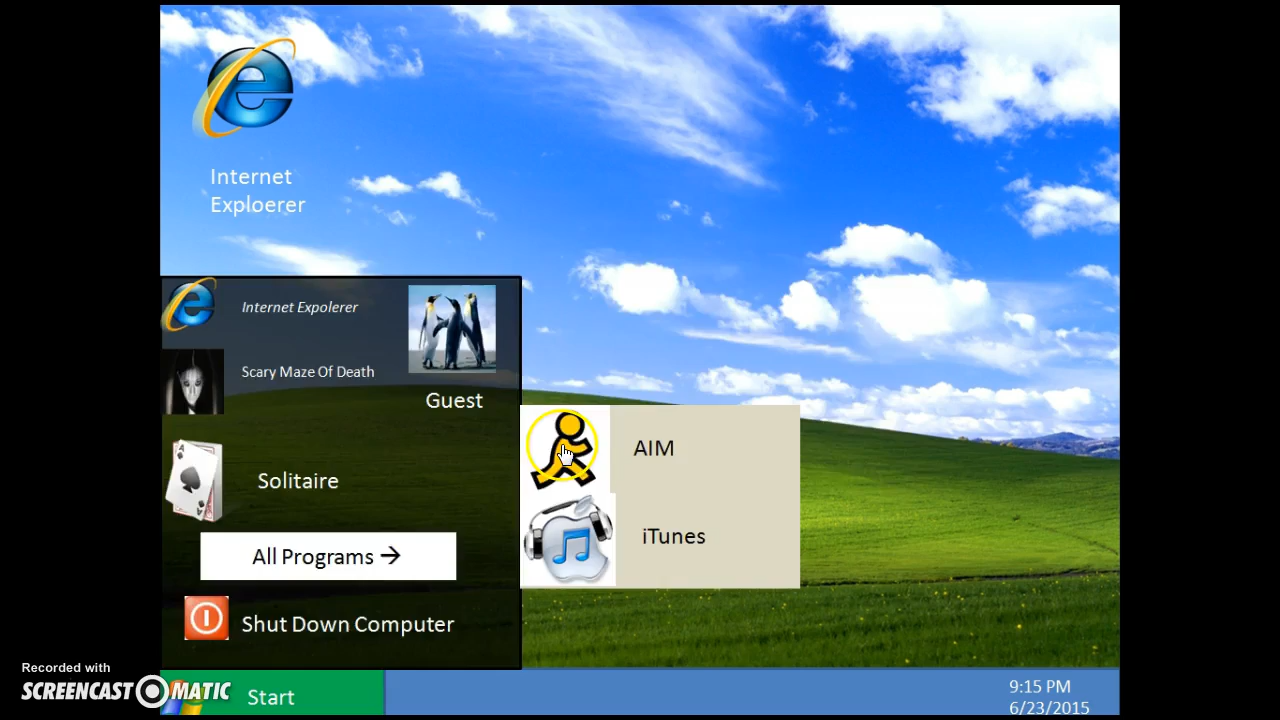 Internet
Exploerer
Internet Expolerer
Scary Maze Of Death
Guest
Solitaire
All Programs →
Shut Down Computer
AIM
iTunes
Recorded with
SCREENCAST O MATIC
Start
9:15 PM
6/23/2015